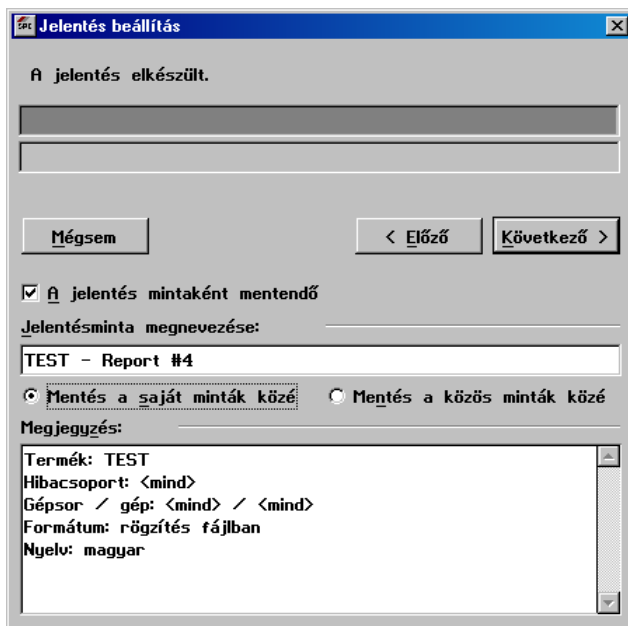 SPC Jelentés beállítás
A jelentés elkészült.
Mégsem < Előző Következő >
A jelentés mintaként mentendő
Jelentésminta megnevezése:
TEST - Report #4
Mentés a saját minták közé Mentés a közös minták közé
Megjegyzés:
Termék: TEST
Hibacsoport: <mind>
Gépsor / gép: <mind> / <mind>
Formátum: rögzítés fájlban
Nyelv: magyar